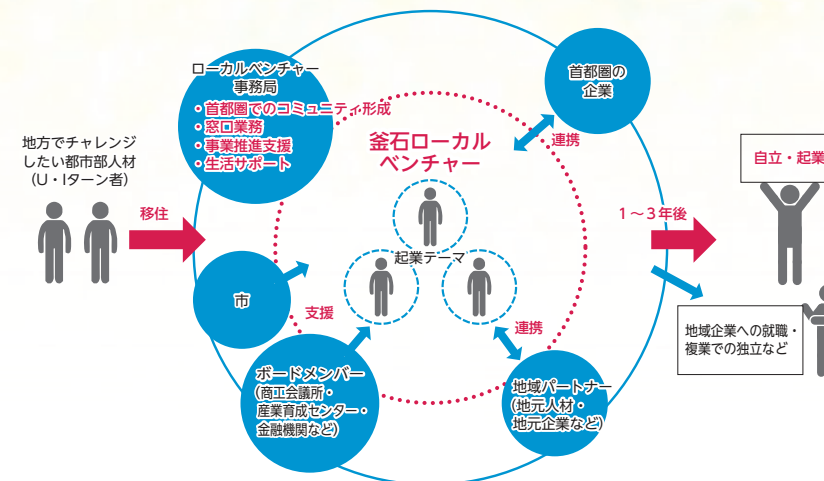 ローカルベンチャー
事務局
・首都圏でのコミュニティ形成
・窓口業務
・事業推進支援
・生活サポート
首都圏の
企業
地方でチャレンジ
したい都市部人材
(U・Iターン者)
移住
釜石ローカル
ベンチャー
連携
起業テーマ
1～3年後
自立・起業
市
支援
連携
ボードメンバー
(商工会議所・
産業育成センター・
金融機関など)
地域パートナー
(地元人材・
地元企業など)
地域企業への就職・
複業での独立など